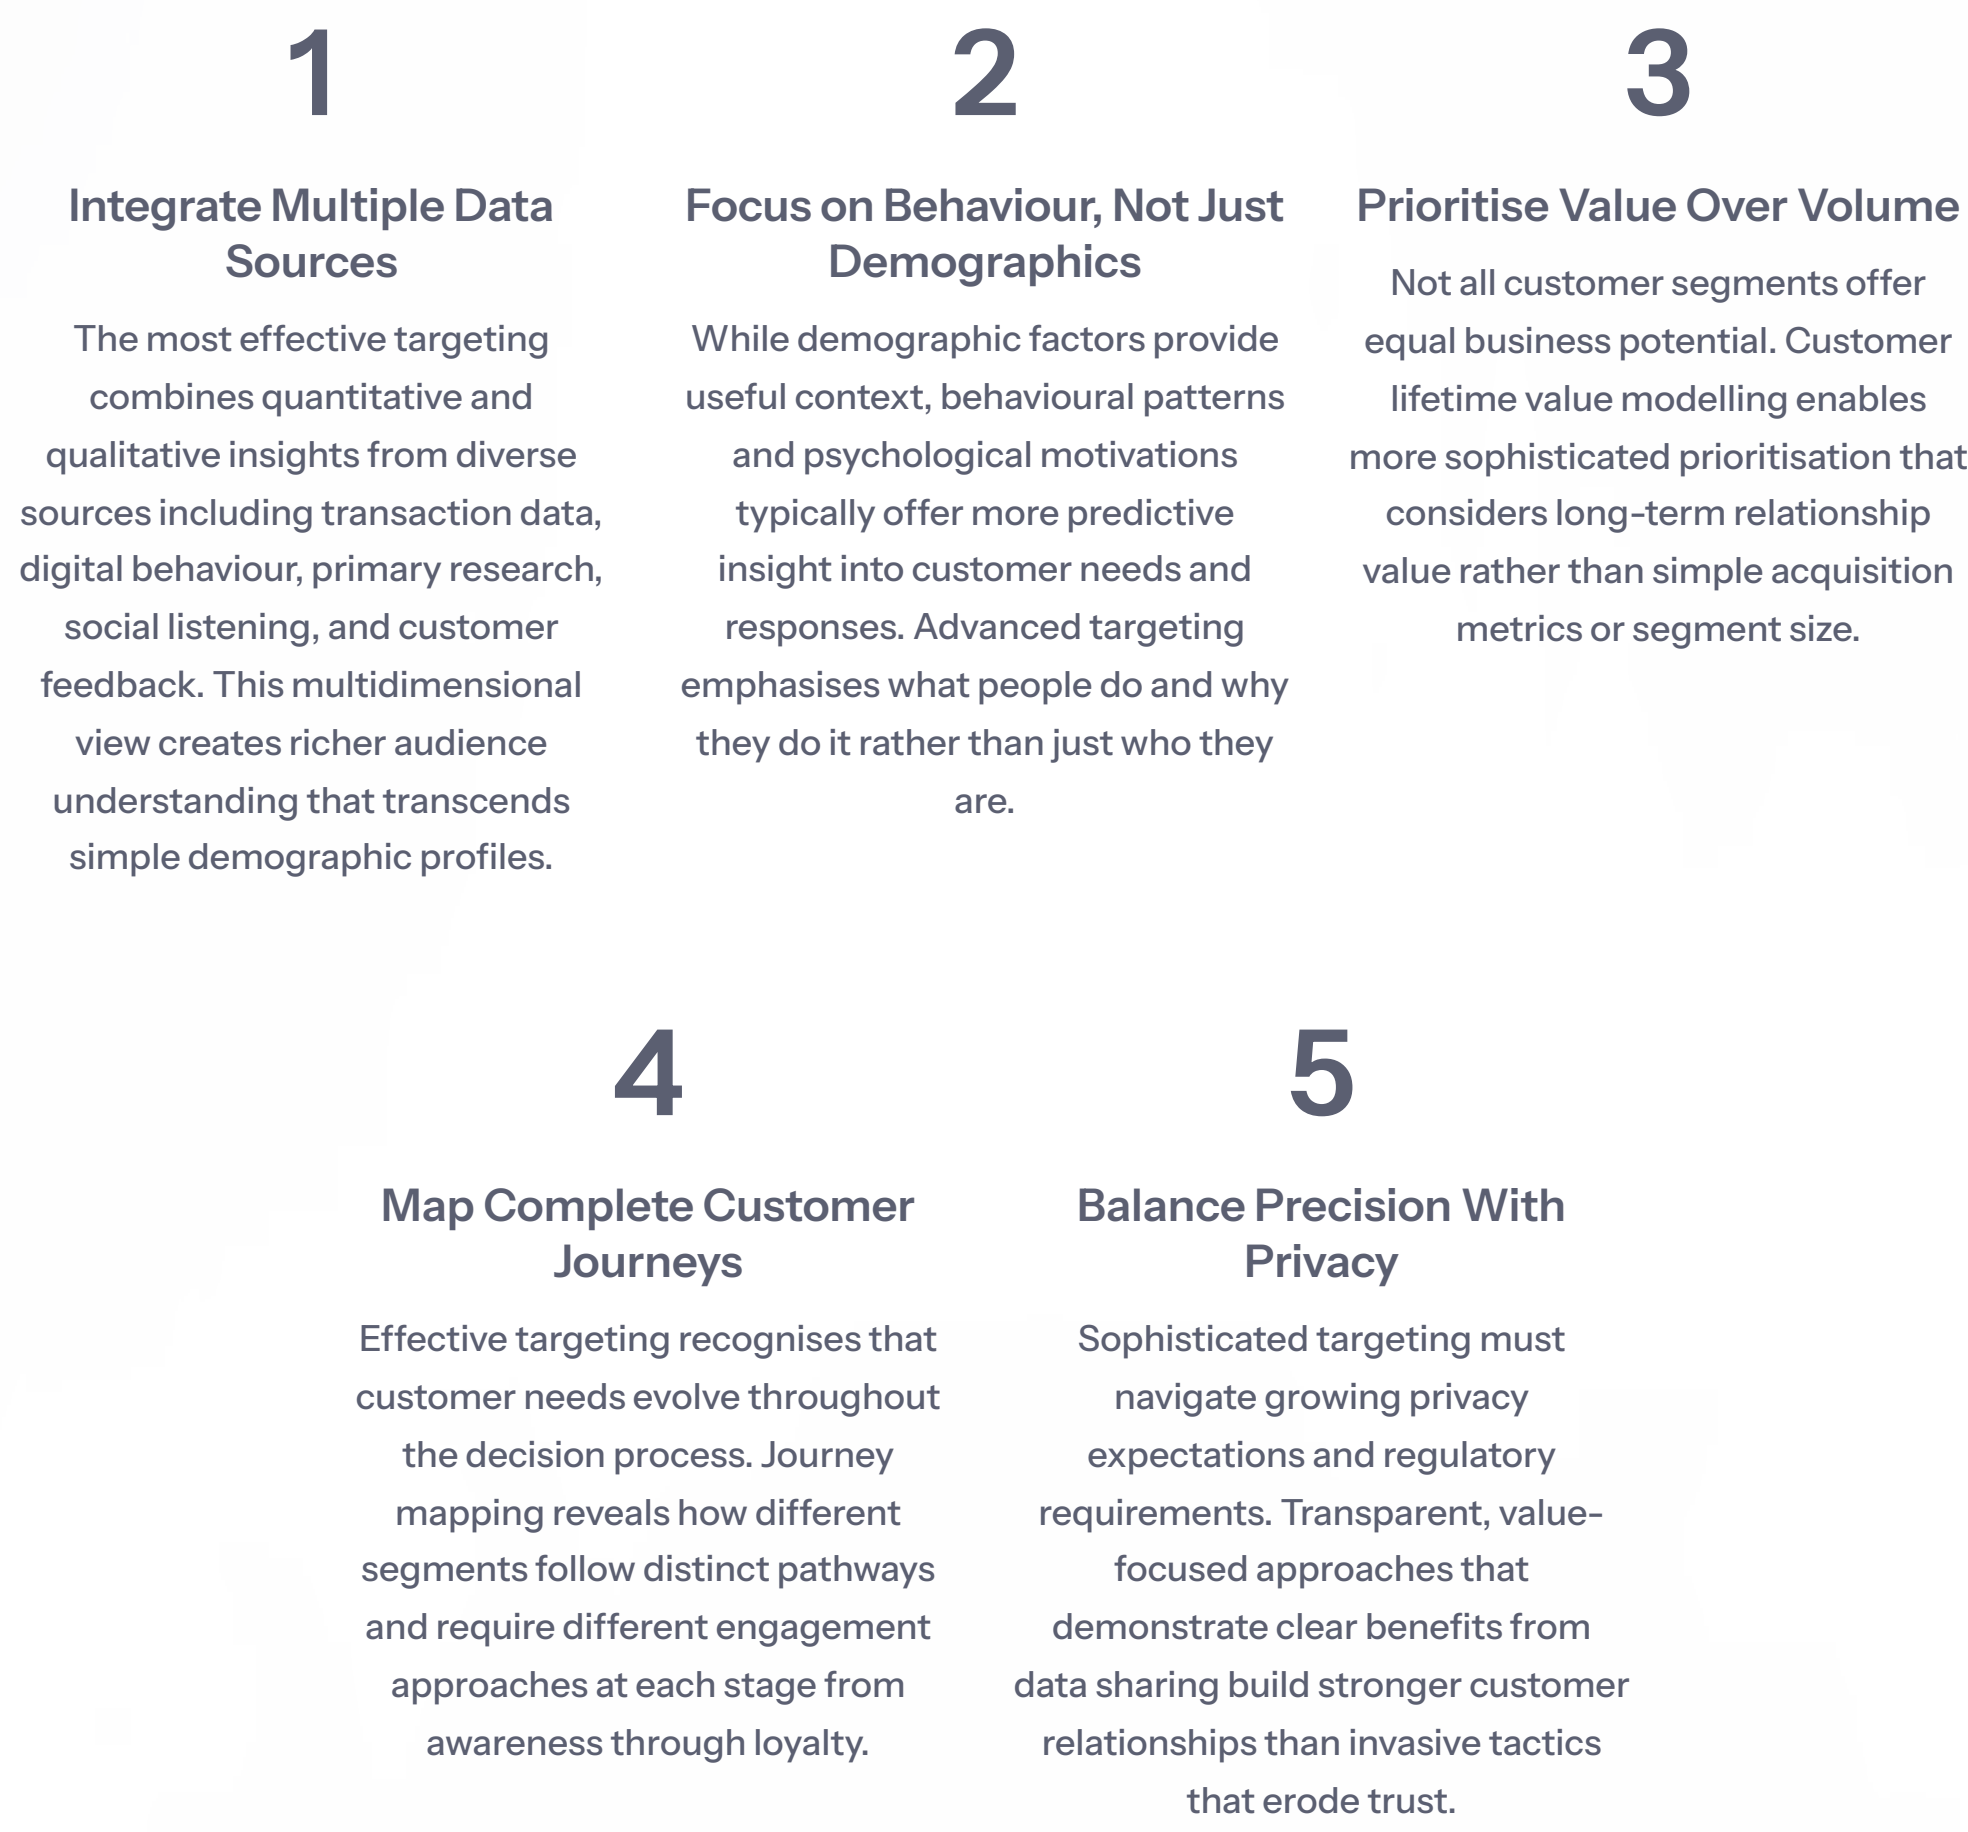 1
Integrate Multiple Data
Sources
The most effective targeting
combines quantitative and
qualitative insights from diverse
sources including transaction data,
digital behaviour, primary research,
social listening, and customer
feedback. This multidimensional
view creates richer audience
understanding that transcends
simple demographic profiles.
2
Focus on Behaviour, Not Just
Demographics
While demographic factors provide
useful context, behavioural patterns
and psychological motivations
typically offer more predictive
insight into customer needs and
responses. Advanced targeting
emphasises what people do and why
they do it rather than just who they
are.
3
Prioritise Value Over Volume
Not all customer segments offer
equal business potential. Customer
lifetime value modelling enables
more sophisticated prioritisation that
considers long-term relationship
value rather than simple acquisition
metrics or segment size.
4
Map Complete Customer
Journeys
Effective targeting recognises that
customer needs evolve throughout
the decision process. Journey
mapping reveals how different
segments follow distinct pathways
and require different engagement
approaches at each stage from
awareness through loyalty.
5
Balance Precision With
Privacy
Sophisticated targeting must
navigate growing privacy
expectations and regulatory
requirements. Transparent, value-
focused approaches that
demonstrate clear benefits from
data sharing build stronger customer
relationships than invasive tactics
that erode trust.